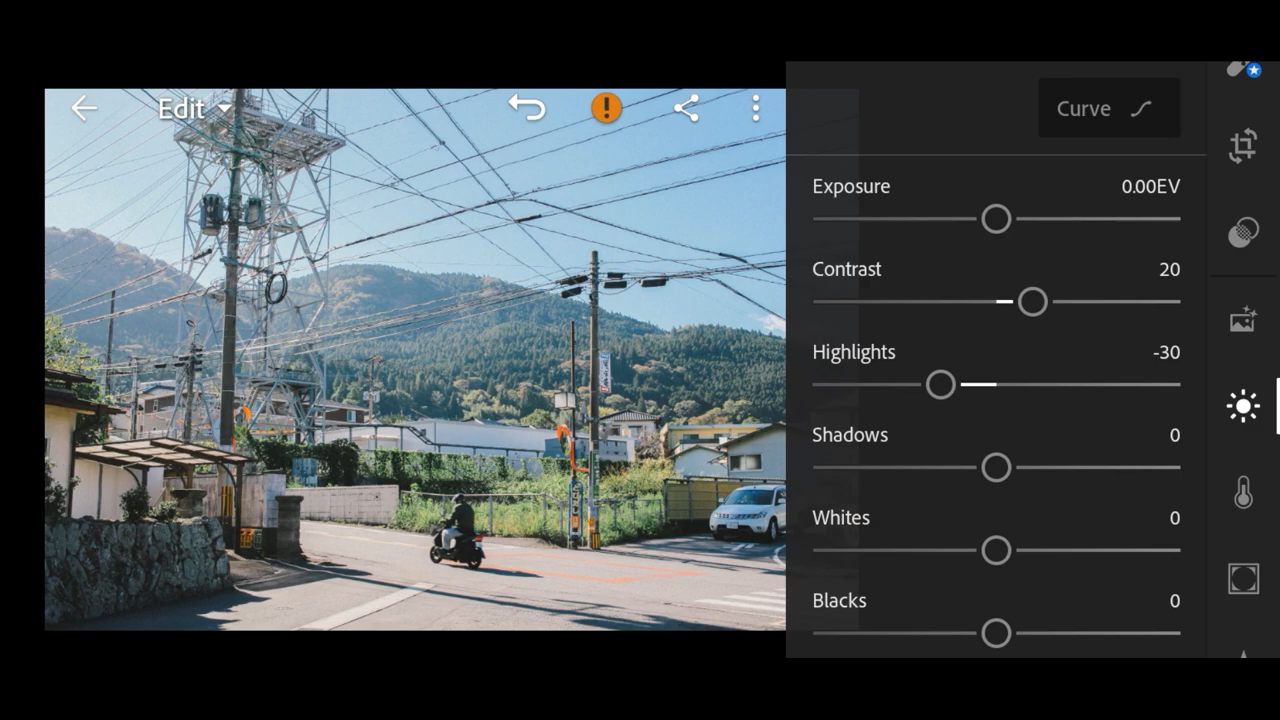 Edit
Curve
Exposure 0.00EV
Contrast 20
Highlights -30
Shadows 0
Whites 0
Blacks 0